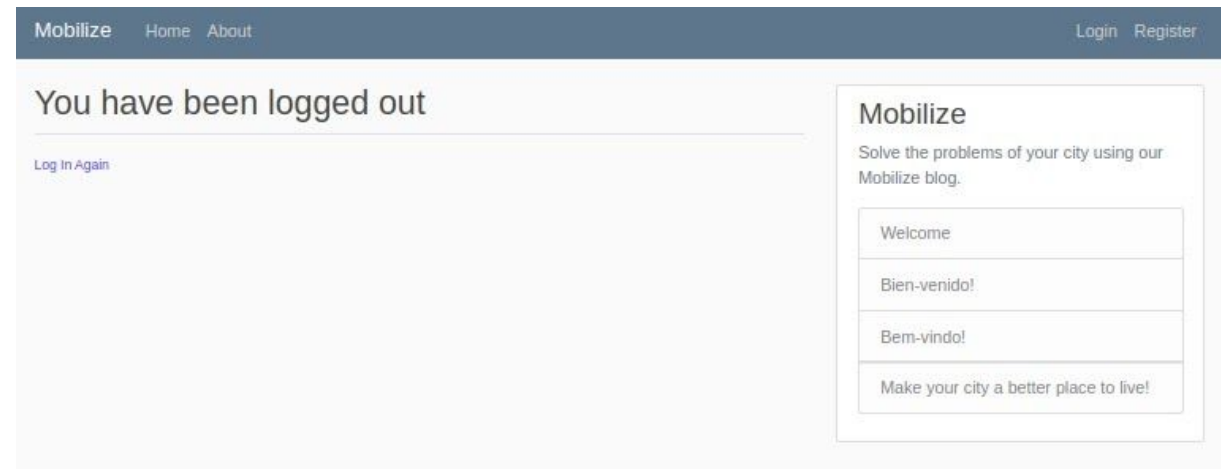 Mobilize Home About Login Register
You have been logged out
Log In Again
Mobilize
Solve the problems of your city using our
Mobilize blog.
Welcome
Bien-venido!
Bem-vindo!
Make your city a better place to live!